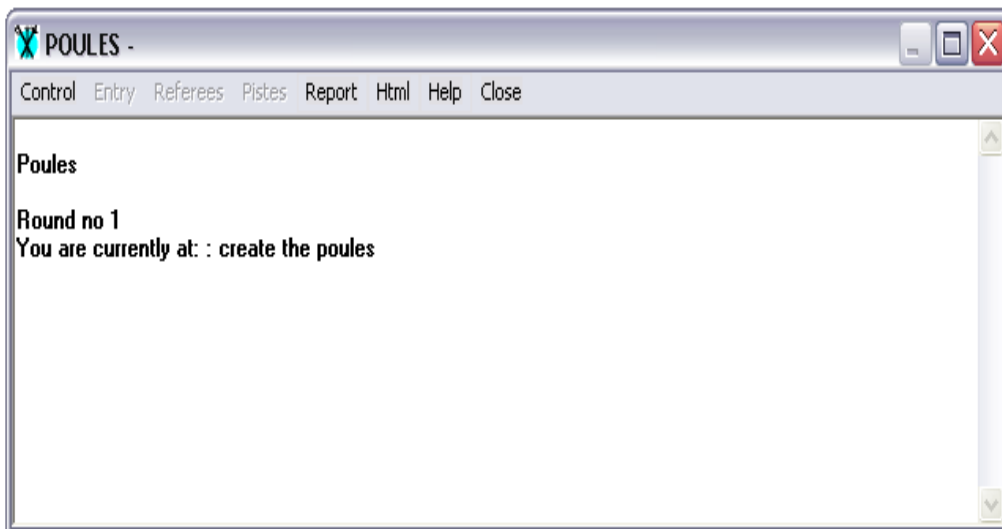 POULES -
Control Entry Referees Pistes Report Html Help Close
Poules
Round no 1
You are currently at: : create the poules